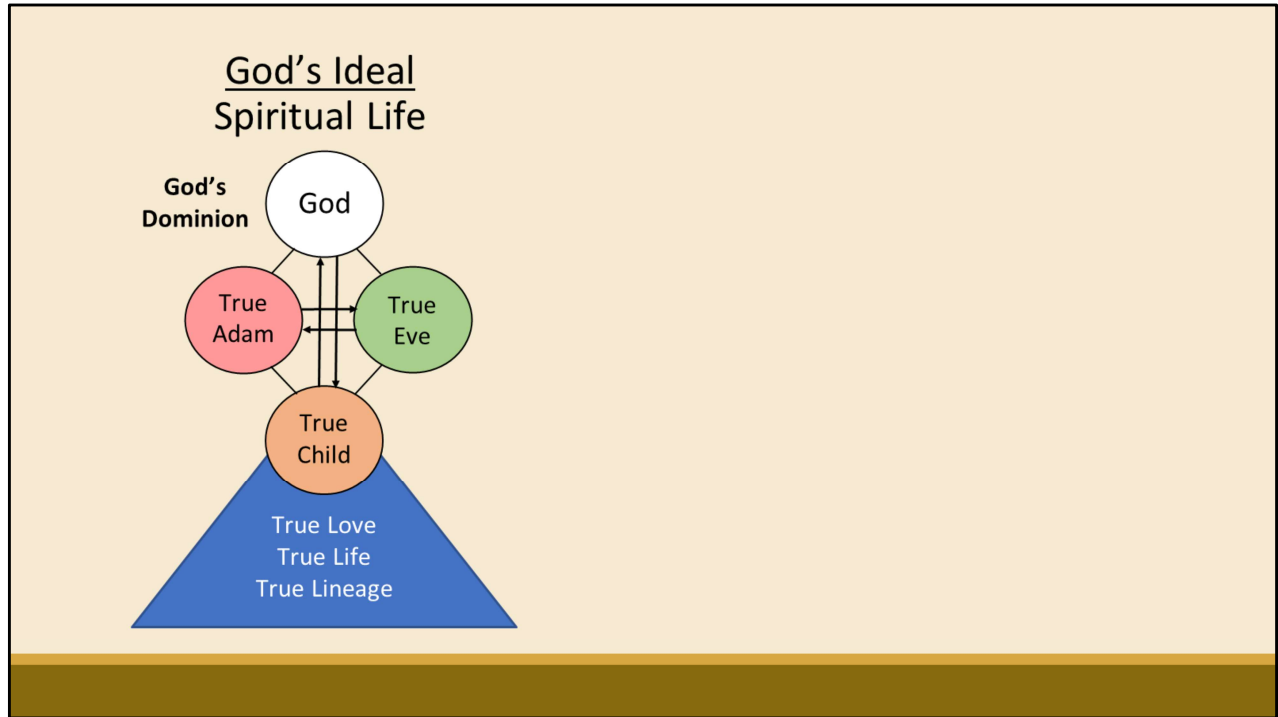 God’s Ideal
Spiritual Life
God’s
Dominion
God
True
Adam
True
Eve
True
Child
True Love
True Life
True Lineage